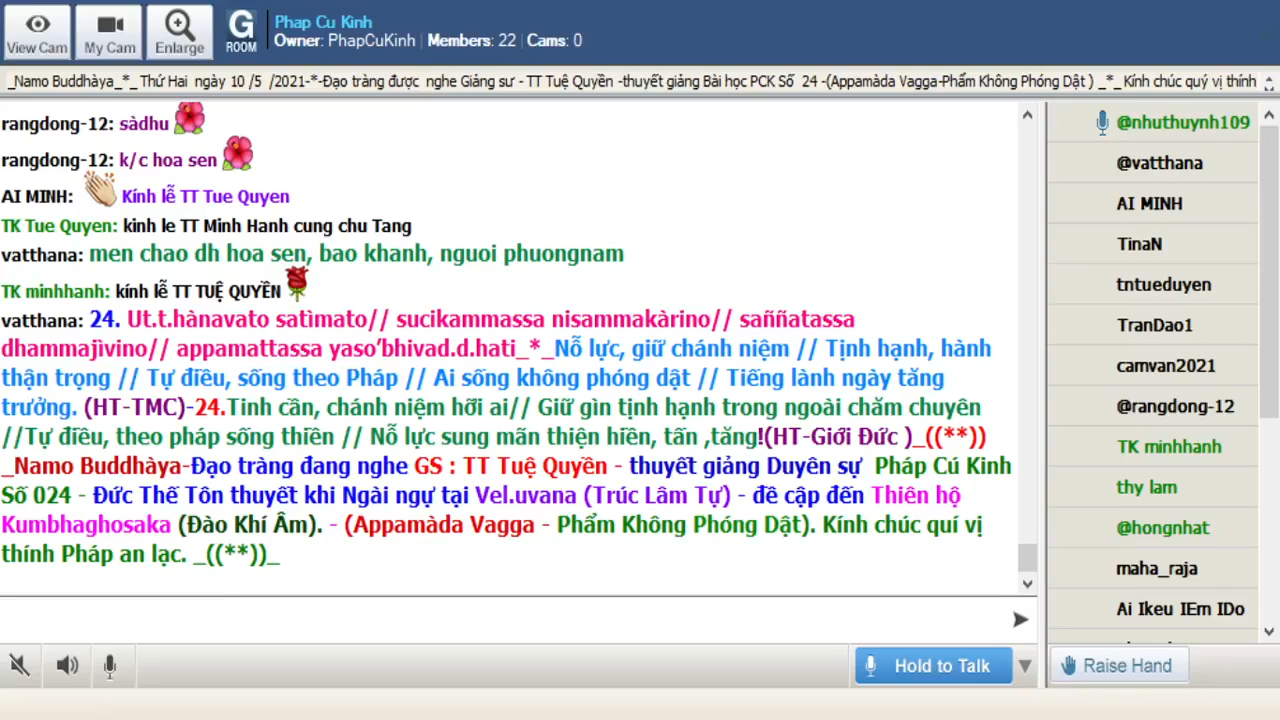 View Cam
My Cam
Enlarge
G
ROOM
Phap Cu Kinh
Owner: PhapCuKinh | Members: 22 | Cams: 0
_Namo Buddhàya_*_ Thứ Hai ngày 10 /5 /2021-*-Đạo tràng được nghe Giảng sư - TT Tuệ Quyền -thuyết giảng Bài học PCK Số 24 -(Appamàda Vagga-Phẩm Không Phóng Dật ) _*_Kính chúc quý vị thính
rangdong-12: sàdhu
rangdong-12: k/c hoa sen
AI MINH: Kính lễ TT Tue Quyen
TK Tue Quyen: kinh le TT Minh Hanh cung chu Tang
vatthana: men chao dh hoa sen, bao khanh, nguoi phuongnam
TK minhhanh: kính lễ TT TUỆ QUYỀN
vatthana: 24. Ut.t.hànavato satìmato// sucikammassa nisammakàrino// saññatassa
dhammajìvino// appamattassa yaso’bhivad.d.hati_*_Nỗ lực, giữ chánh niệm // Tịnh hạnh, hành
thận trọng // Tự điều, sống theo Pháp // Ai sống không phóng dật // Tiếng lành ngày tăng
trưởng. (HT-TMC)-24.Tinh cần, chánh niệm hỡi ai// Giữ gìn tịnh hạnh trong ngoài chăm chuyên
//Tự điều, theo pháp sống thiền // Nỗ lực sung mãn thiện hiền, tấn ,tăng!(HT-Giới Đức )_((**))
_Namo Buddhàya-Đạo tràng đang nghe GS : TT Tuệ Quyền - thuyết giảng Duyên sự Pháp Cú Kinh
Số 024 - Đức Thế Tôn thuyết khi Ngài ngự tại Vel.uvana (Trúc Lâm Tự) - đề cập đến Thiên hộ
Kumbhaghosaka (Đào Khí Âm). - (Appamàda Vagga - Phẩm Không Phóng Dật). Kính chúc quí vị
thính Pháp an lạc. _((**))_
@nhuthuynh109
@vatthana
AI MINH
TinaN
tntueduyen
TranDao1
camvan2021
@rangdong-12
TK minhhanh
thy lam
@hongnhat
maha_raja
Ai Ikeu IEm IDo
Hold to Talk
Raise Hand